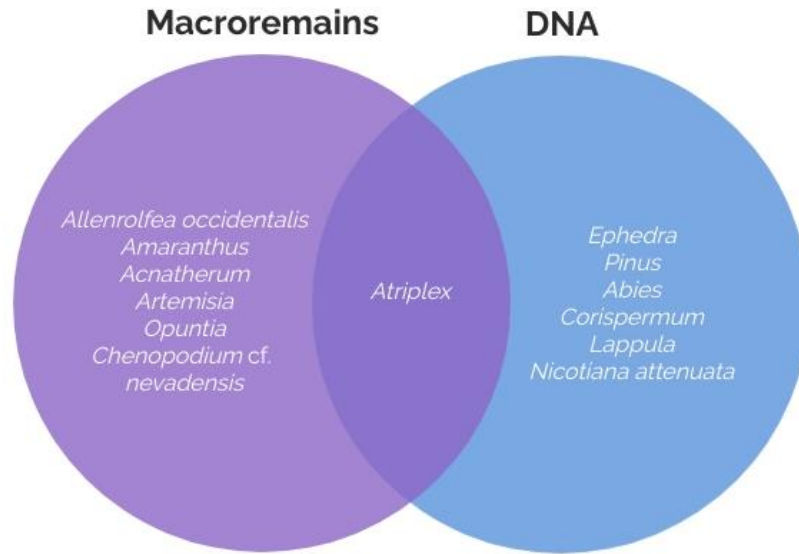 Macroremains
DNA
Allenrolfea occidentalis
Amaranthus
Acnatherum
Artemisia
Opuntia
Chenopodium cf.
nevadensis
Atriplex
Ephedra
Pinus
Abies
Corispermum
Lappula
Nicotiana attenuata